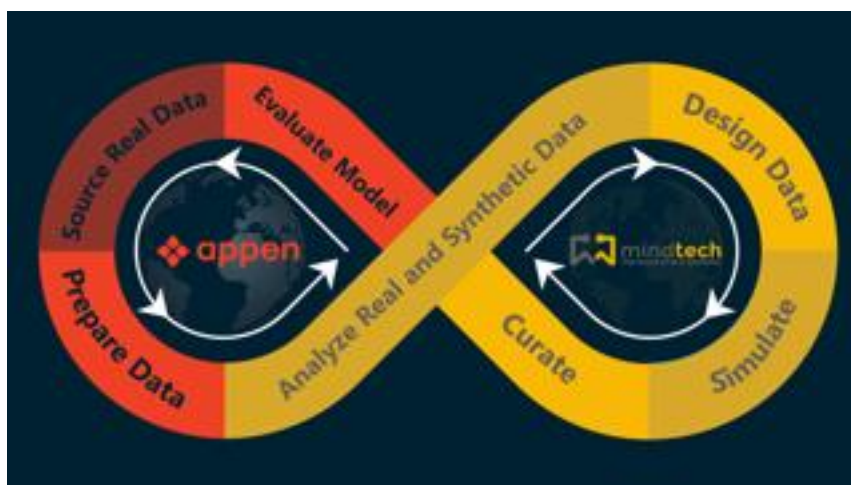 Source Real Data
Evaluate Model
Prepare Data
appen
Analyze Real and Synthetic Data
Design Data
mindtech
Curate
Simulate